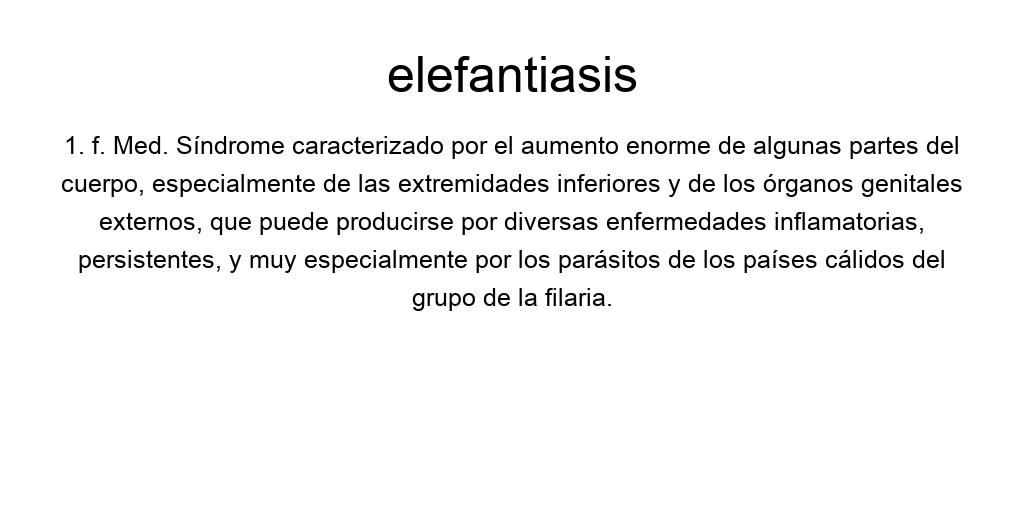 elefantiasis
1. f. Med. Síndrome caracterizado por el aumento enorme de algunas partes del
cuerpo, especialmente de las extremidades inferiores y de los órganos genitales
externos, que puede producirse por diversas enfermedades inflamatorias,
persistentes, y muy especialmente por los parásitos de los países cálidos del
grupo de la filaria.